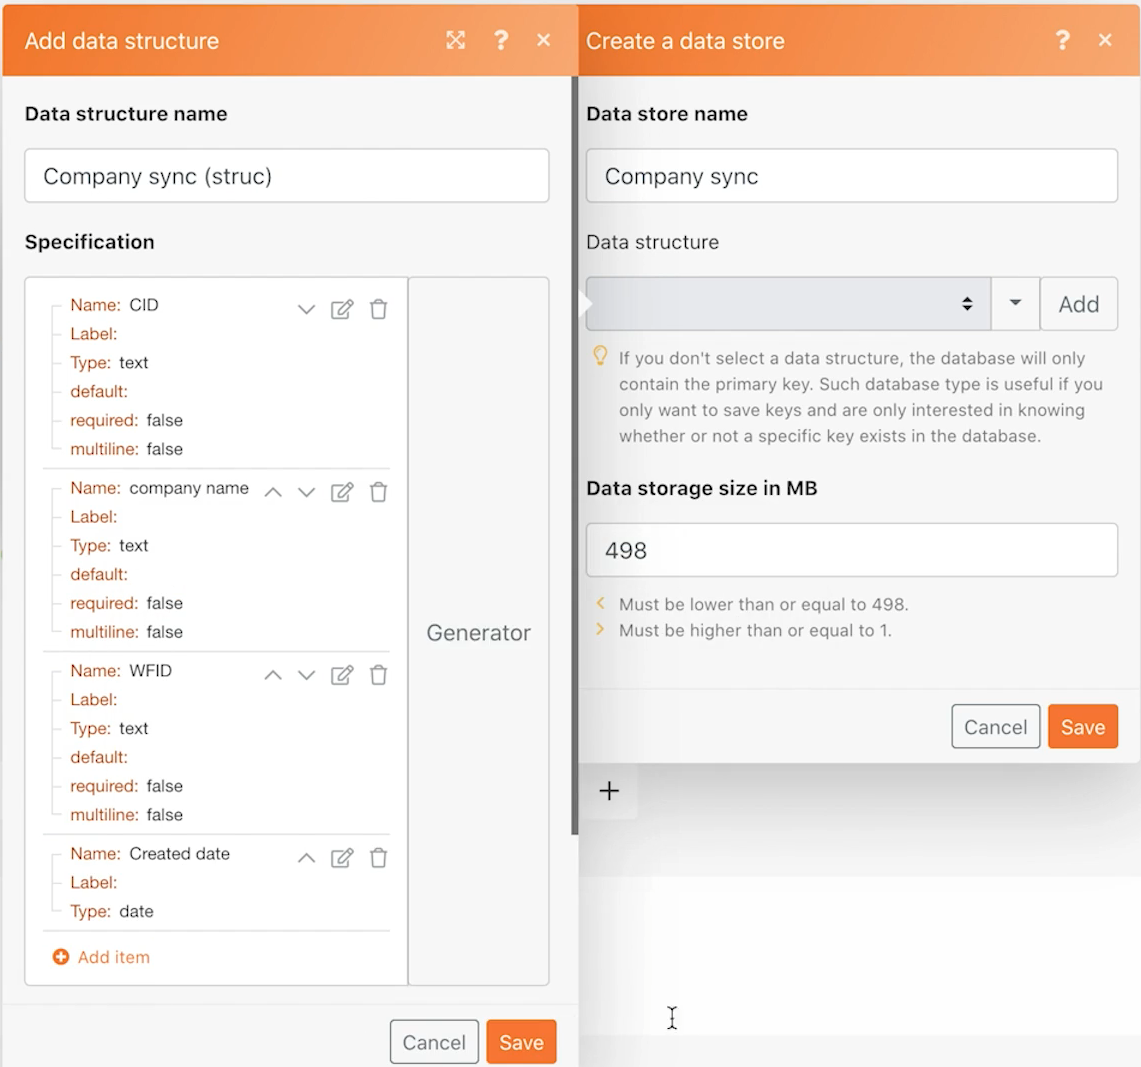 Add data structure
?
Data structure name
Company sync (struc)
Specification
Name: CID
Label:
Type: text
default:
required: false
multiline: false
Name: company name
Label:
Type: text
default:
required: false
multiline: false
Name: WFID
Label:
Type: text
default:
required: false
multiline: false
Name: Created date
Label:
Type: date
Add item
Generator
Cancel
Save
Create a data store
?
Data store name
Company sync
Data structure
Add
If you don't select a data structure, the database will only
contain the primary key. Such database type is useful if you
only want to save keys and are only interested in knowing
whether or not a specific key exists in the database.
Data storage size in MB
498
Must be lower than or equal to 498.
Must be higher than or equal to 1.
Cancel
Save